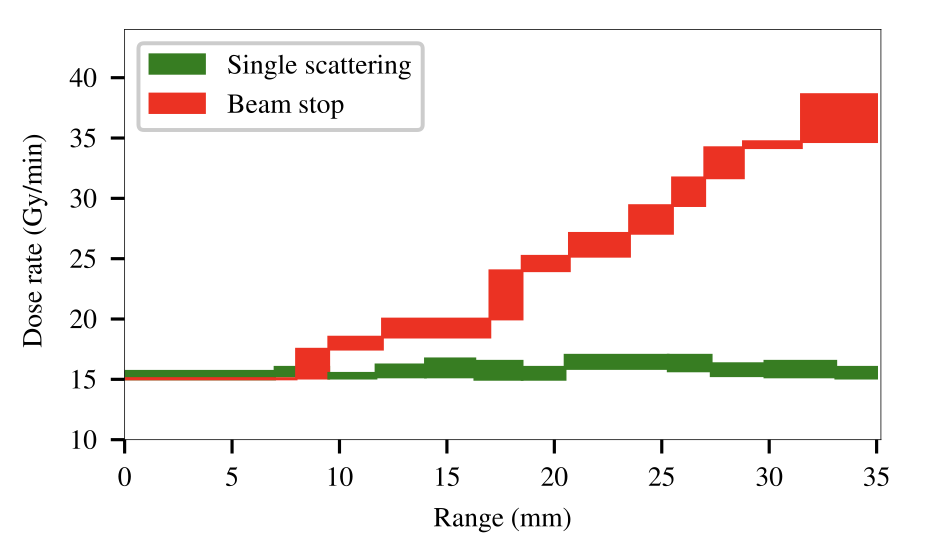 Single scattering
Beam stop
Dose rate (Gy/min)
40
35
30
25
20
15
10
0 5 10 15 20 25 30 35
Range (mm)